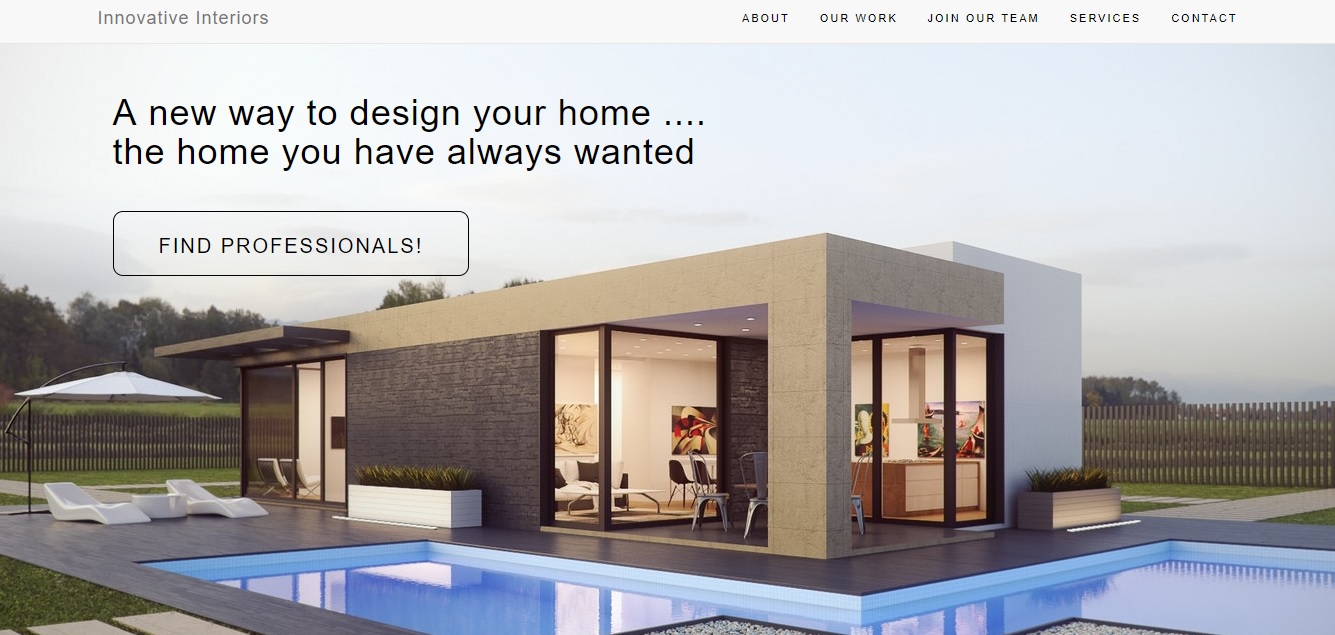 Innovative Interiors
ABOUT OUR WORK JOIN OUR TEAM SERVICES CONTACT
A new way to design your home ....
the home you have always wanted
FIND PROFESSIONALS!